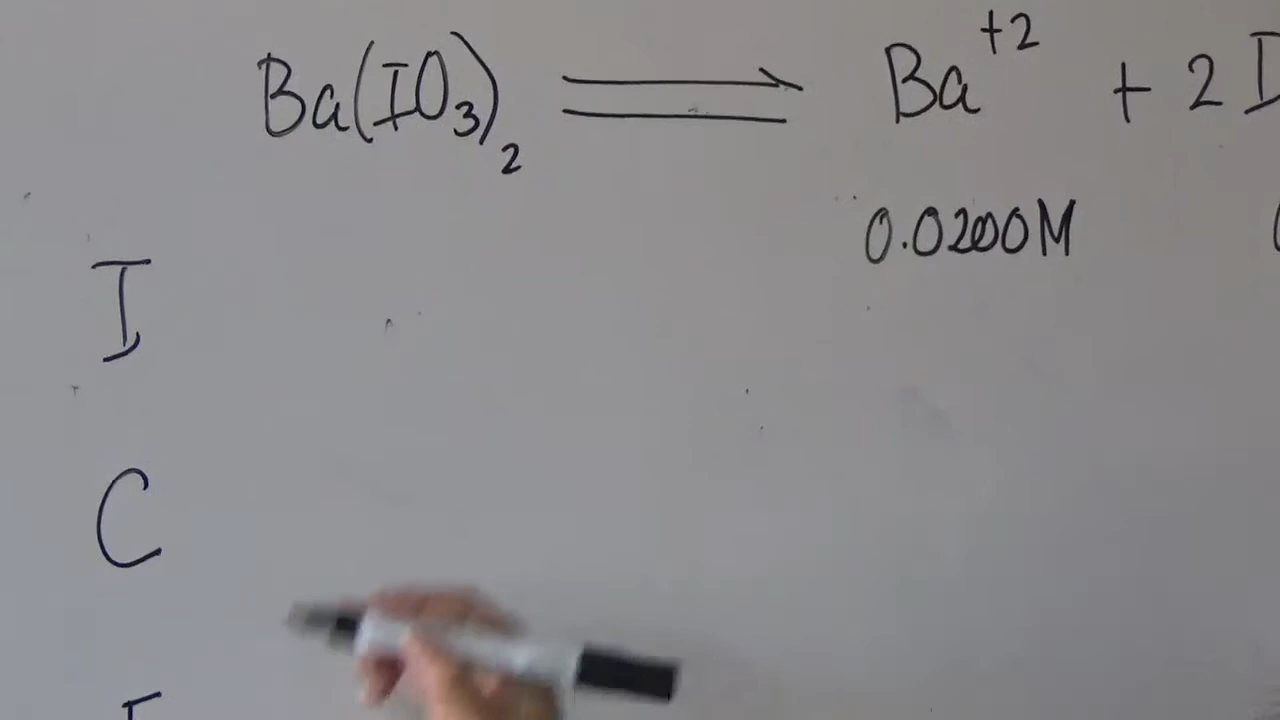 Ba(IO₃)₂ ⇌ Ba⁺² + 2 I
0.0200M
I
C